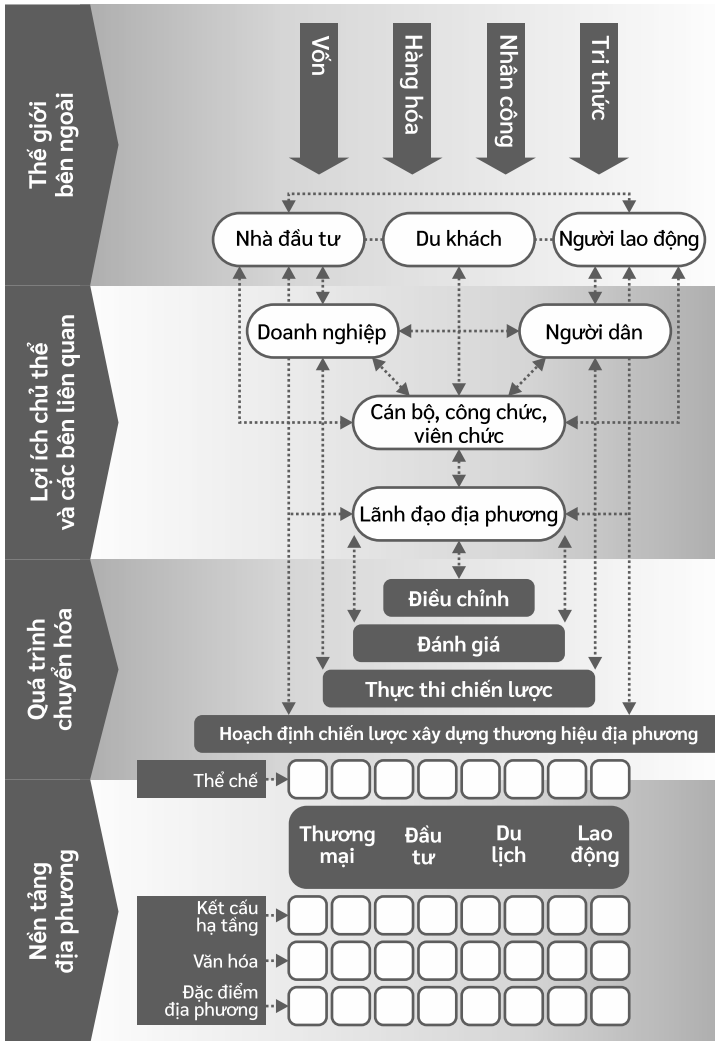 Thế giới
bên ngoài
Vốn
Hàng hóa
Nhân công
Tri thức
Nhà đầu tư
Du khách
Người lao động
Lợi ích chủ thể
và các bên liên quan
Doanh nghiệp
Người dân
Cán bộ, công chức,
viên chức
Lãnh đạo địa phương
Quá trình
chuyển hóa
Điều chỉnh
Đánh giá
Thực thi chiến lược
Hoạch định chiến lược xây dựng thương hiệu địa phương
Nền tảng
địa phương
Thể chế
Thương
mại
Đầu
tư
Du
lịch
Lao
động
Kết cấu
hạ tầng
Văn hóa
Đặc điểm
địa phương